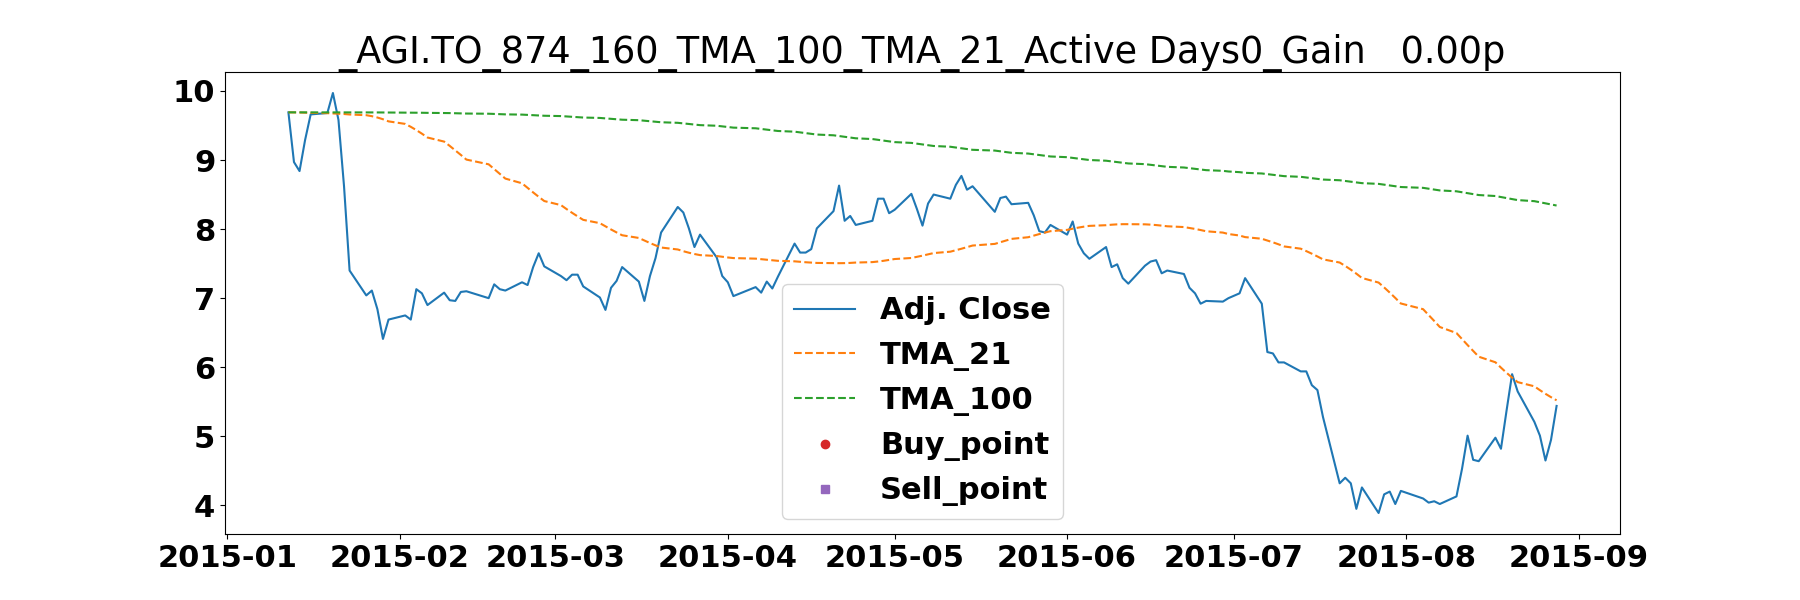 _AGI.TO_874_160_TMA_100_TMA_21_Active Days0_Gain   0.00p
10
9
8
7
6
5
4
Adj. Close
TMA_21
TMA_100
Buy_point
Sell_point
2015-01 2015-02 2015-03 2015-04 2015-05 2015-06 2015-07 2015-08 2015-09